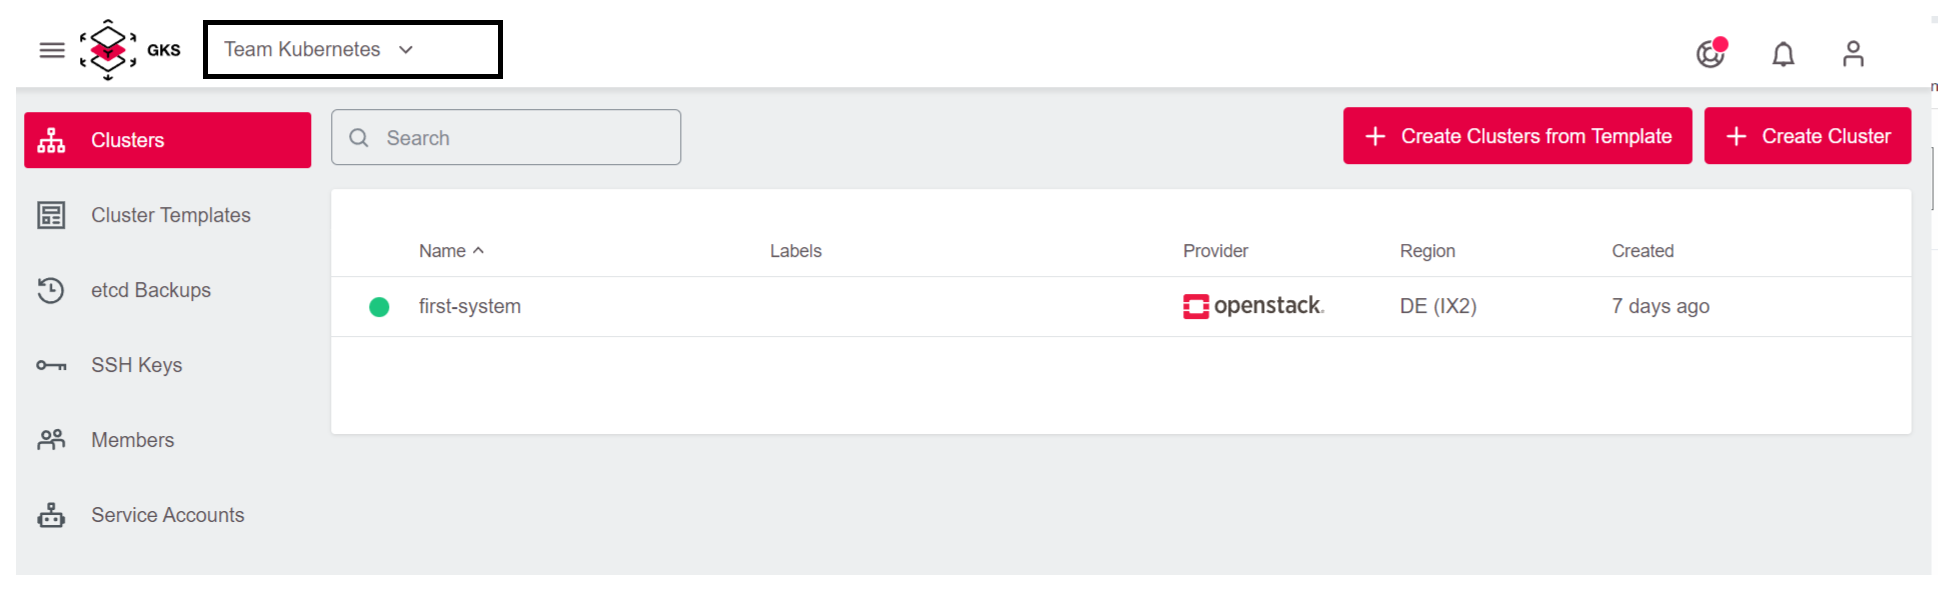 GKS
Team Kubernetes
Clusters
Search
Create Clusters from Template
Create Cluster
Cluster Templates
etcd Backups
SSH Keys
Members
Service Accounts
Name Labels Provider Region Created
first-system openstack. DE (IX2) 7 days ago